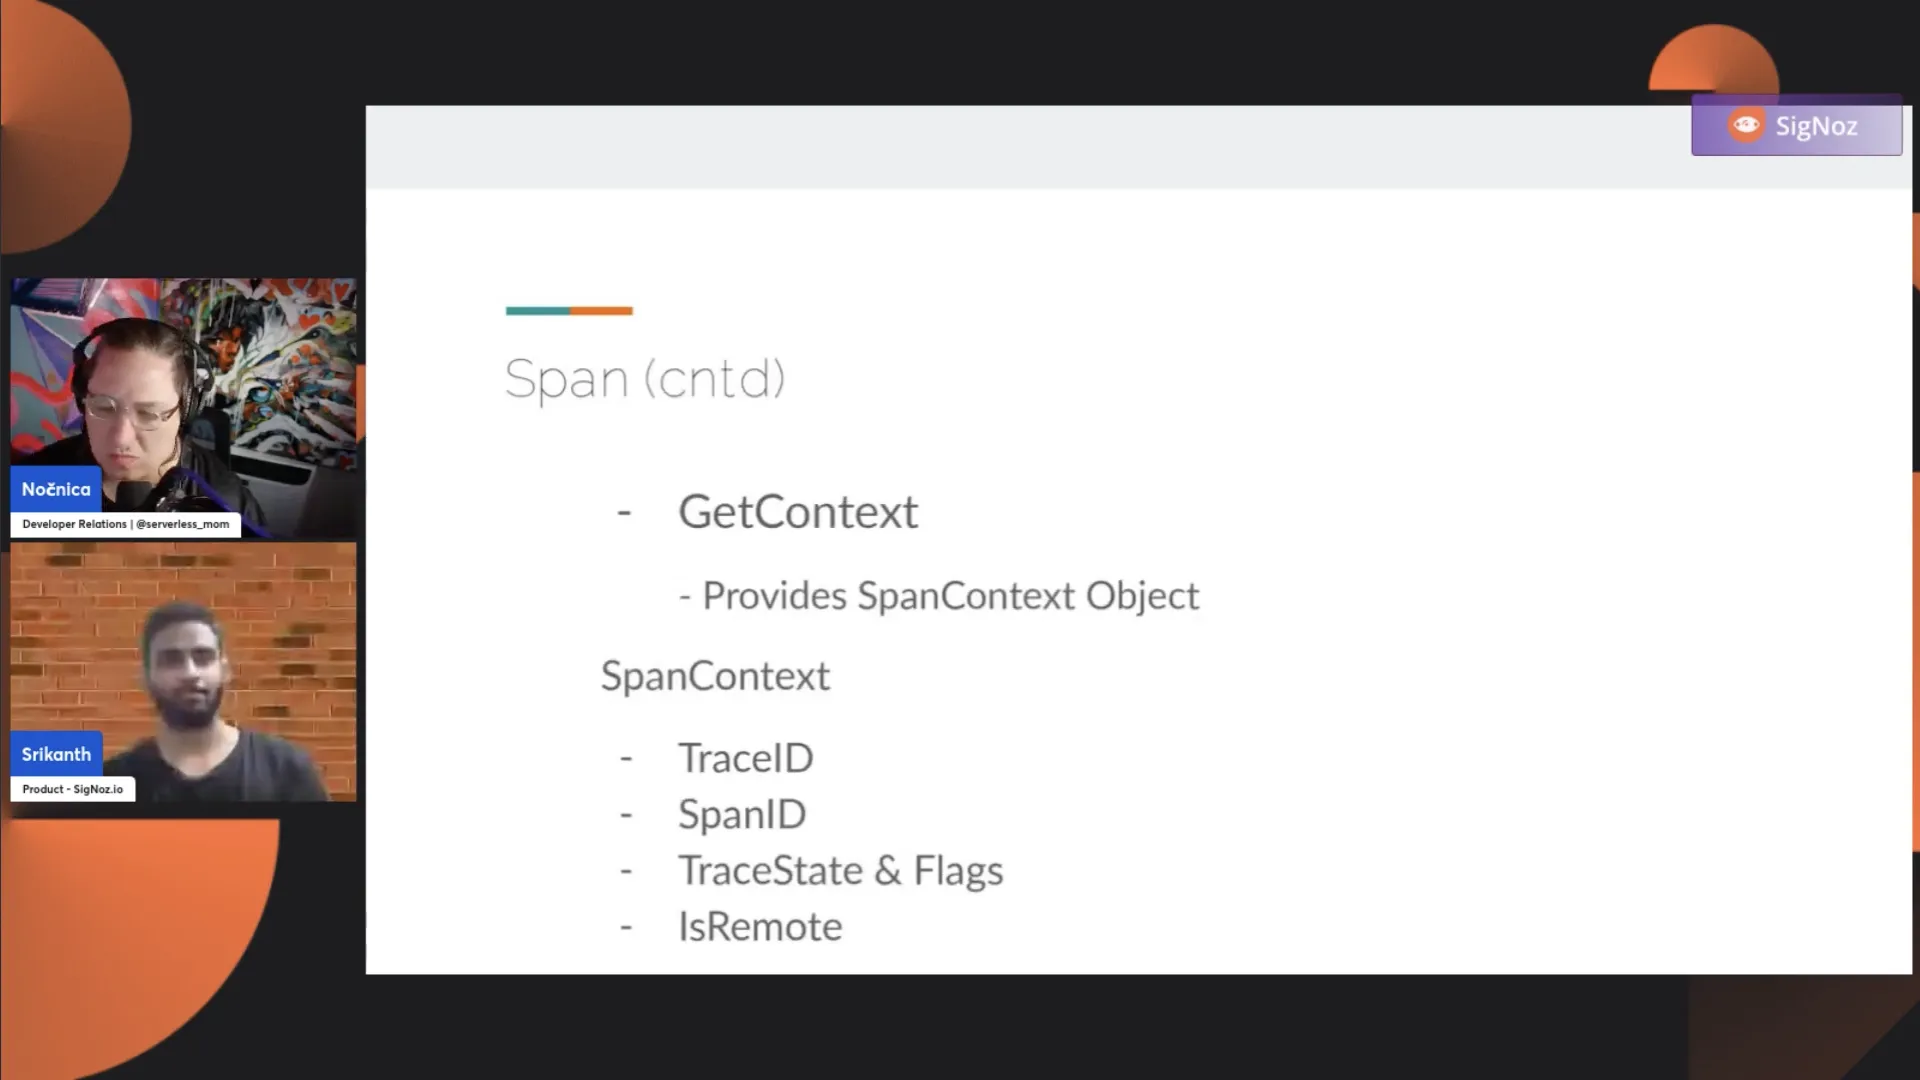 SigNoz
Span (cntd)
- GetContext
- Provides SpanContext Object
SpanContext
- TraceID
- SpanID
- TraceState & Flags
- IsRemote
Nočnica
Developer Relations | @serverless_mom
Srikanth
Product - SigNoz.io